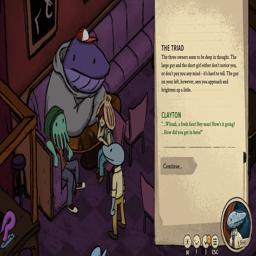 THE TRIAD
The three owners seem to be deep in thought. The
large guy and the short girl either don't notice you,
or don't pay you any mind - it's hard to tell. The guy
on your left, however, sees you approach and
brightens up a little.
CLAYTON
"...Whoah, a fresh face! Hey man! How's it going?
...How did you get in here?"
Continue...
ESC